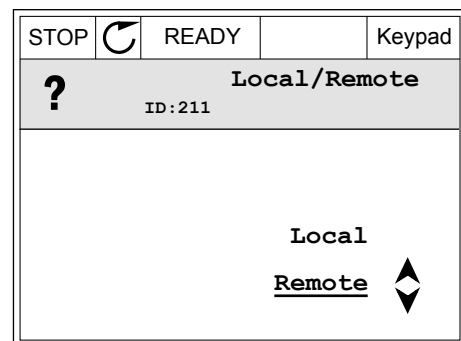 STOP READY Keypad
? Local/Remote
ID:211
Local
Remote